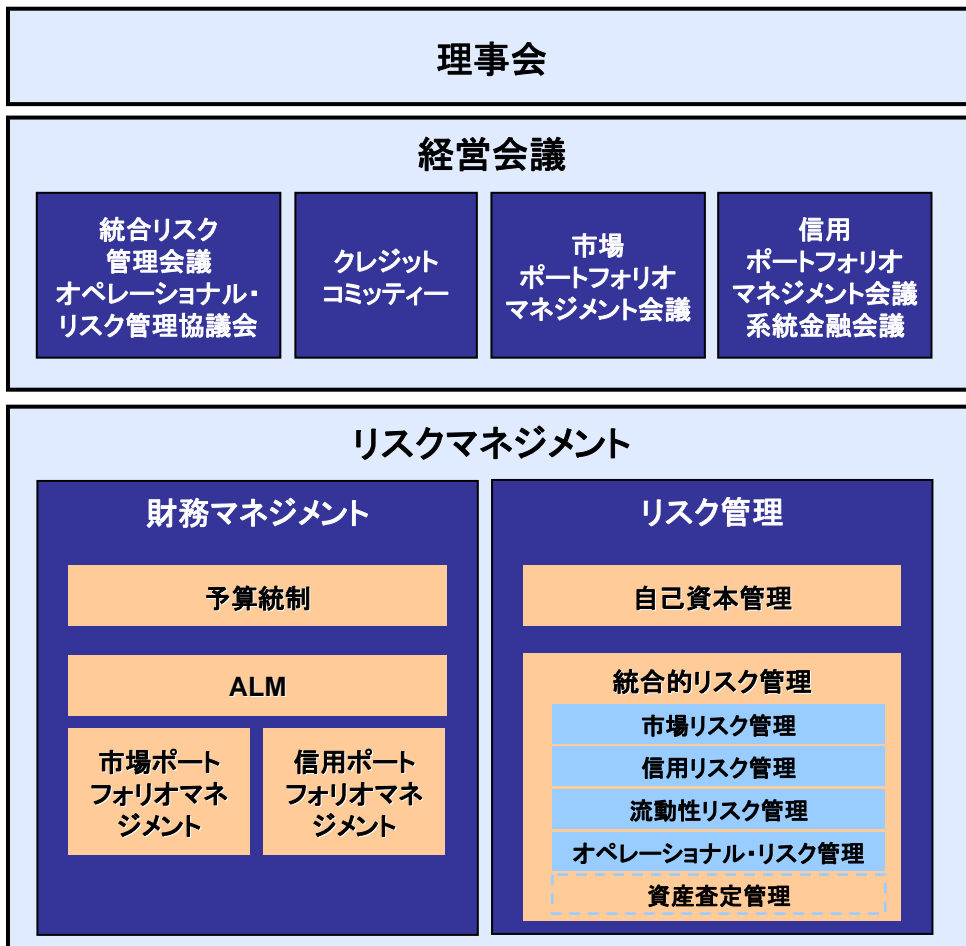 理事会
経営会議
統合リスク
管理会議
オペレーショナル・
リスク管理協議会
クレジット
コミッティー
市場
ポートフォリオ
マネジメント会議
信用
ポートフォリオ
マネジメント会議
系統金融会議
リスクマネジメント
財務マネジメント
予算統制
ALM
市場ポート
フォリオマネ
ジメント
信用ポート
フォリオマネ
ジメント
リスク管理
自己資本管理
統合的リスク管理
市場リスク管理
信用リスク管理
流動性リスク管理
オペレーショナル・リスク管理
資産査定管理